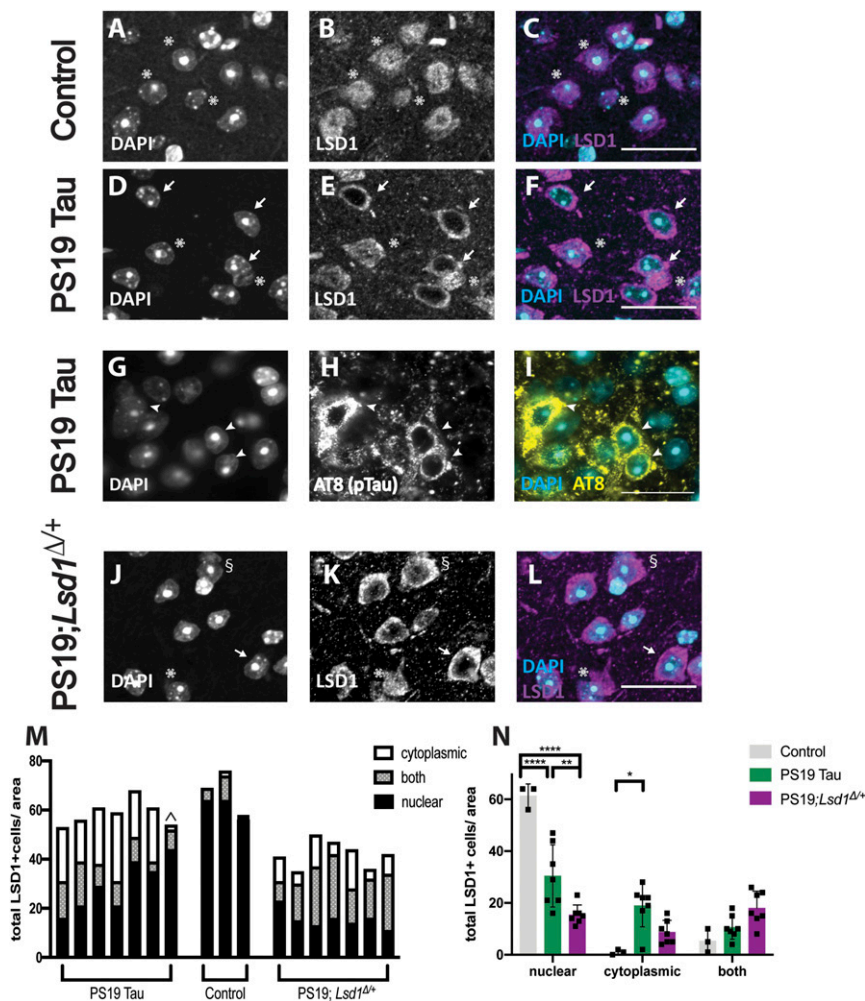 Control
A
DAPI
B
LSD1
C
DAPI LSD1
PS19 Tau
D
DAPI
E
LSD1
F
DAPI LSD1
PS19 Tau
G
DAPI
H
AT8 (pTau)
I
DAPI AT8
PS19;Lsd1Δ/+
J
§
DAPI
K
§
LSD1
L
§
DAPI
LSD1
M
total LSD1+cells/ area
80
60
40
20
0
cytoplasmic
both
nuclear
^
PS19 Tau
Control
PS19; Lsd1Δ/+
N
total LSD1+ cells/ area
60
40
20
0
****
**** **
*
Control
PS19 Tau
PS19;Lsd1Δ/+
nuclear
cytoplasmic
both